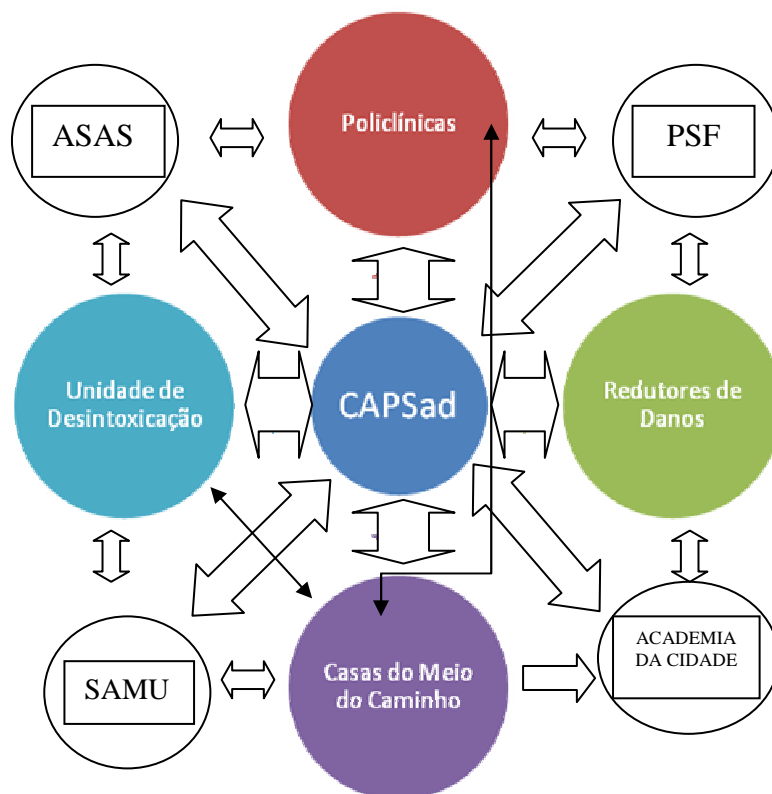 ASAS
Policlínicas
PSF
Unidade de
Desintoxicação
CAPSad
Redutores de
Danos
SAMU
Casas do Meio
do Caminho
ACADEMIA
DA CIDADE